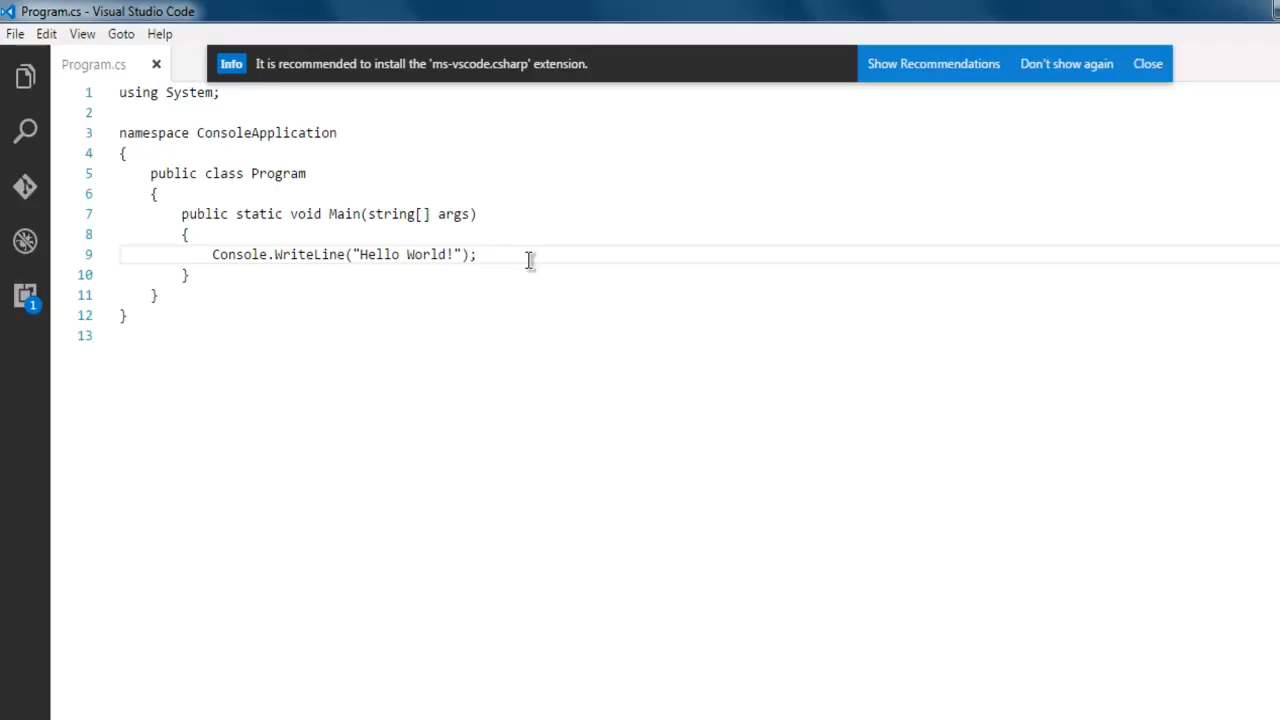 Program.cs - Visual Studio Code
File Edit View Goto Help
Program.cs
Info It is recommended to install the 'ms-vscode.csharp' extension. Show Recommendations Don't show again Close
1 using System;
2
3 namespace ConsoleApplication
4 {
5 public class Program
6 {
7 public static void Main(string[] args)
8 {
9 Console.WriteLine("Hello World!");
10 }
11 }
12 }
13
1